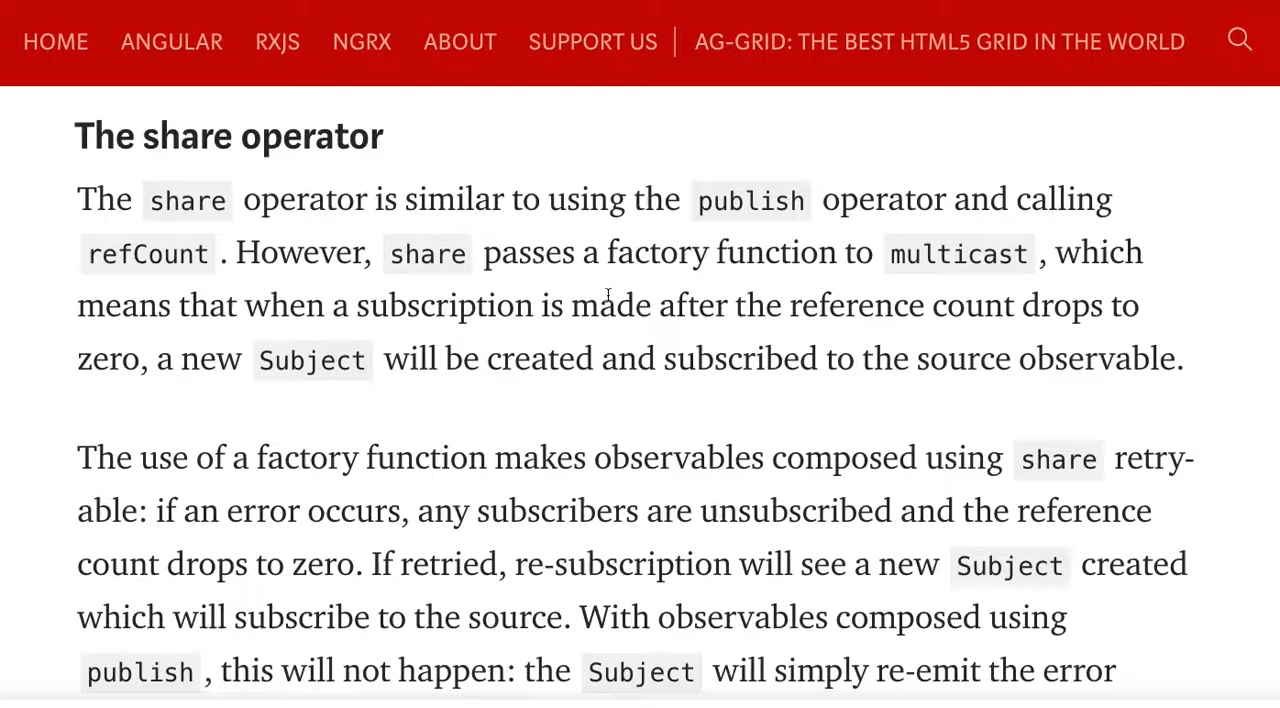 HOME ANGULAR RXJS NGRX ABOUT SUPPORT US AG-GRID: THE BEST HTML5 GRID IN THE WORLD
The share operator
The share operator is similar to using the publish operator and calling
refCount. However, share passes a factory function to multicast, which
means that when a subscription is made after the reference count drops to
zero, a new Subject will be created and subscribed to the source observable.
The use of a factory function makes observables composed using share retry-
able: if an error occurs, any subscribers are unsubscribed and the reference
count drops to zero. If retried, re-subscription will see a new Subject created
which will subscribe to the source. With observables composed using
publish, this will not happen: the Subject will simply re-emit the error